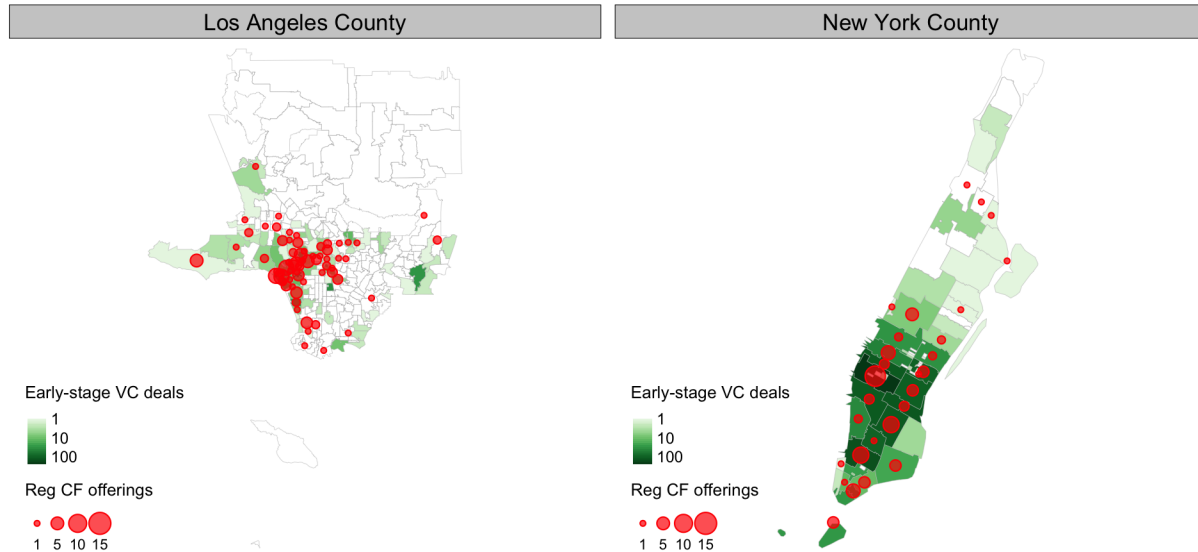 Los Angeles County
Early-stage VC deals
1
10
100
Reg CF offerings
1 5 10 15
New York County
Early-stage VC deals
1
10
100
Reg CF offerings
1 5 10 15